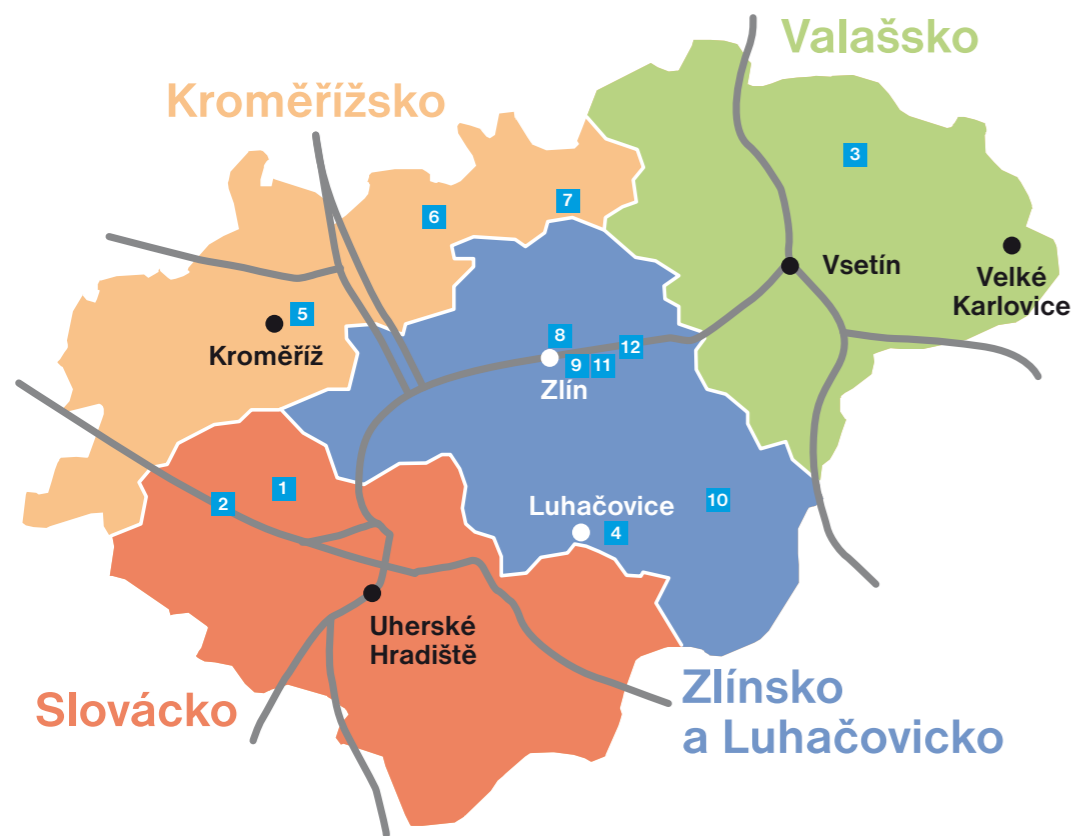 Valašsko
Kroměřížsko
3
7
6
Vsetín
Velké
Karlovice
5
Kroměříž
8
12
9
11
Zlín
1
2
10
Luhačovice
4
Uherské
Hradiště
Slovácko
Zlínsko
a Luhačovicko